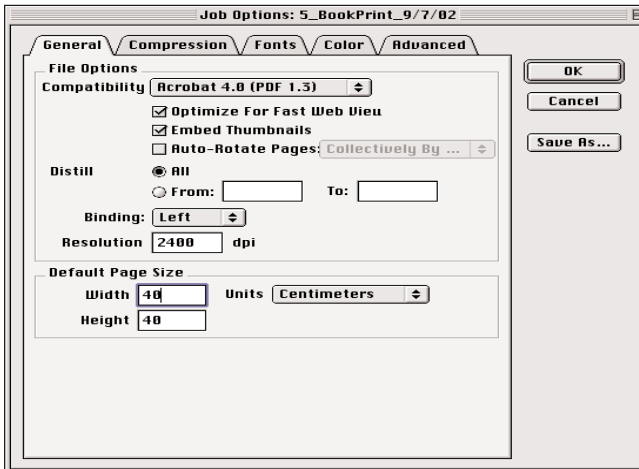 Job Options: 5_BookPrint_9/7/02
General Compression Fonts Color Advanced
File Options
Compatibility Acrobat 4.0 (PDF 1.3)
Optimize For Fast Web View
Embed Thumbnails
Auto-Rotate Pages: Collectively By ...
Distill All
From: To:
Binding: Left
Resolution 2400 dpi
Default Page Size
Width 40 Units Centimeters
Height 40
OK
Cancel
Save As...